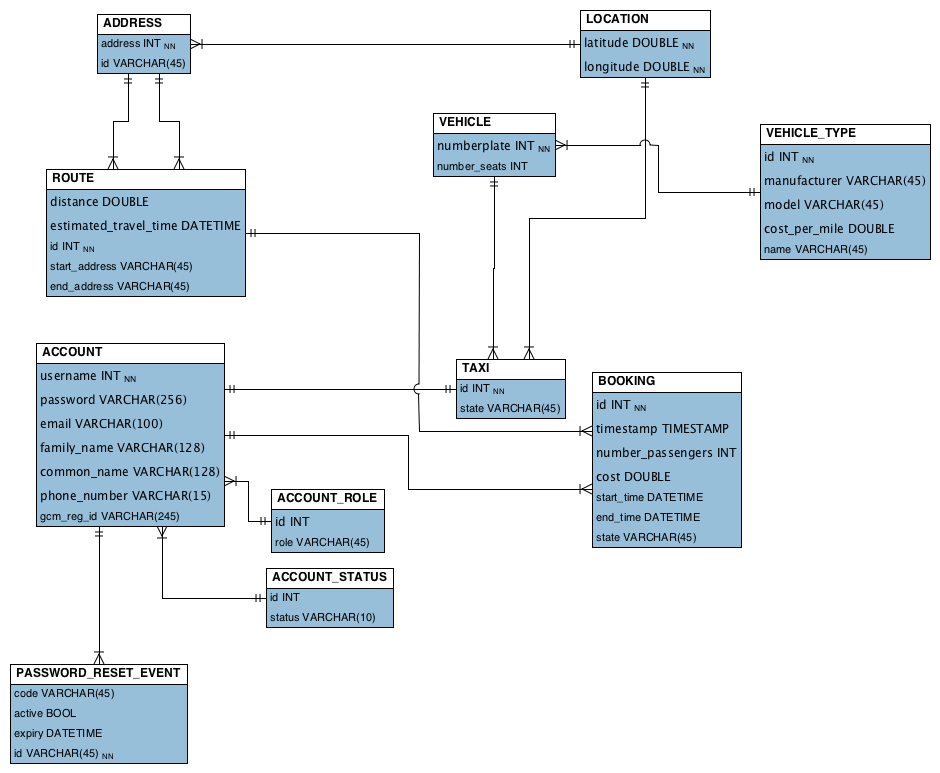 ADDRESS
address INT NN
id VARCHAR(45)
LOCATION
latitude DOUBLE NN
longitude DOUBLE NN
VEHICLE
numberplate INT NN
number_seats INT
VEHICLE_TYPE
id INT NN
manufacturer VARCHAR(45)
model VARCHAR(45)
cost_per_mile DOUBLE
name VARCHAR(45)
ROUTE
distance DOUBLE
estimated_travel_time DATETIME
id INT NN
start_address VARCHAR(45)
end_address VARCHAR(45)
ACCOUNT
username INT NN
password VARCHAR(256)
email VARCHAR(100)
family_name VARCHAR(128)
common_name VARCHAR(128)
phone_number VARCHAR(15)
gcm_reg_id VARCHAR(245)
TAXI
id INT NN
state VARCHAR(45)
BOOKING
id INT NN
timestamp TIMESTAMP
number_passengers INT
cost DOUBLE
start_time DATETIME
end_time DATETIME
state VARCHAR(45)
ACCOUNT_ROLE
id INT
role VARCHAR(45)
ACCOUNT_STATUS
id INT
status VARCHAR(10)
PASSWORD_RESET_EVENT
code VARCHAR(45)
active BOOL
expiry DATETIME
id VARCHAR(45) NN